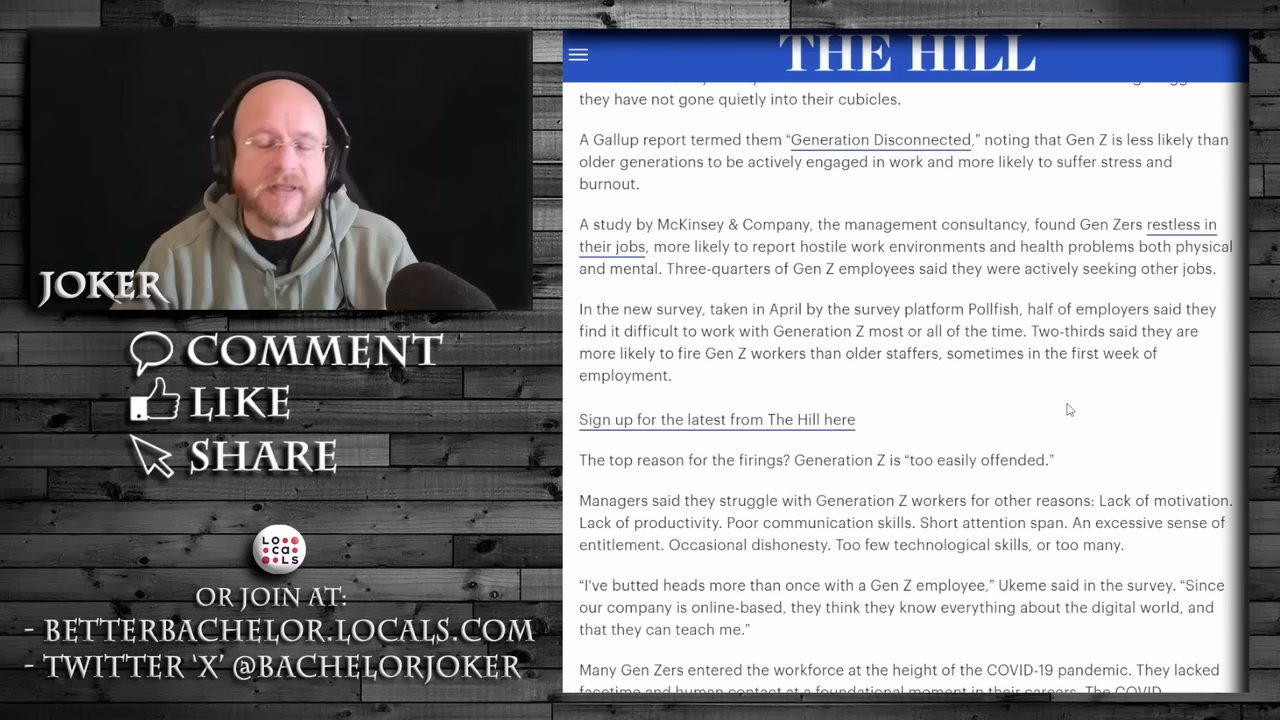 JOKER
COMMENT
LIKE
SHARE
LOcaLS
OR JOIN AT:
- BETTERBACHELOR.LOCALS.COM
- TWITTER 'X' @BACHELORJOKER
THE HILL
they have not gone quietly into their cubicles.
A Gallup report termed them “Generation Disconnected,” noting that Gen Z is less likely than
older generations to be actively engaged in work and more likely to suffer stress and
burnout.
A study by McKinsey & Company, the management consultancy, found Gen Zers restless in
their jobs, more likely to report hostile work environments and health problems both physical
and mental. Three-quarters of Gen Z employees said they were actively seeking other jobs.
In the new survey, taken in April by the survey platform Pollfish, half of employers said they
find it difficult to work with Generation Z most or all of the time. Two-thirds said they are
more likely to fire Gen Z workers than older staffers, sometimes in the first week of
employment.
Sign up for the latest from The Hill here
The top reason for the firings? Generation Z is “too easily offended.”
Managers said they struggle with Generation Z workers for other reasons: Lack of motivation.
Lack of productivity. Poor communication skills. Short attention span. An excessive sense of
entitlement. Occasional dishonesty. Too few technological skills, or too many.
“I’ve butted heads more than once with a Gen Z employee,” Ukeme said in the survey. “Since
our company is online-based, they think they know everything about the digital world, and
that they can teach me.”
Many Gen Zers entered the workforce at the height of the COVID-19 pandemic. They lacked
facetime and human contact at a foundational moment in their careers. The COVID